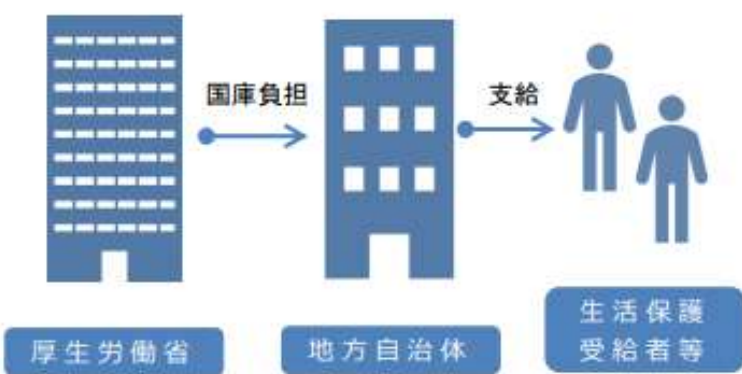 国庫負担
支給
厚生労働省
地方自治体
生活保護
受給者等